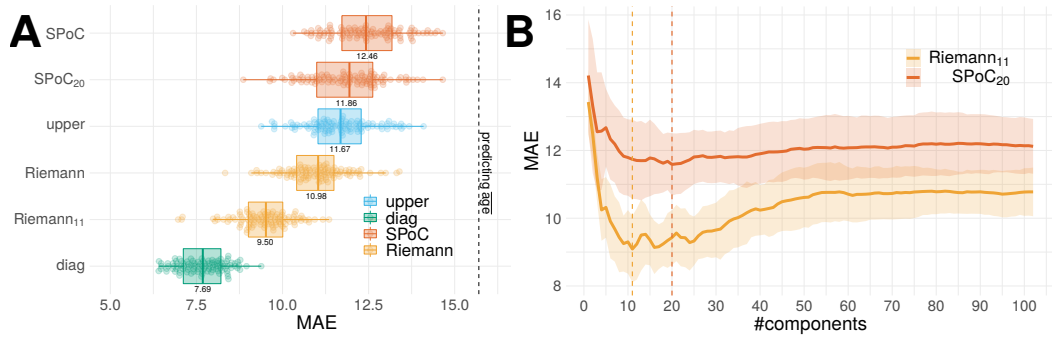 A
SPoC
12.46
SPoC₂₀
11.86
upper
11.67
Riemann
10.98
Riemann₁₁
9.50
diag
7.69
predicting age
upper
diag
SPoC
Riemann
5.0 7.5 10.0 12.5 15.0
MAE
B
16
14
12
10
8
MAE
Riemann₁₁
SPoC₂₀
0 10 20 30 40 50 60 70 80 90 100
#components